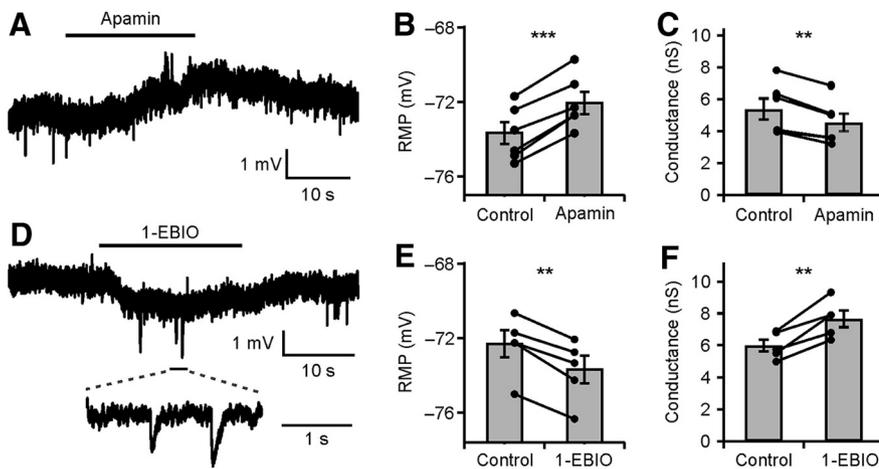 A
Apamin
1 mV
10 s
B
***
RMP (mV)
–68
–72
–76
Control
Apamin
C
**
Conductance (nS)
10
8
6
4
2
0
Control
Apamin
D
1-EBIO
1 mV
10 s
1 s
E
**
RMP (mV)
–68
–72
–76
Control
1-EBIO
F
**
Conductance (nS)
10
8
6
4
2
0
Control
1-EBIO